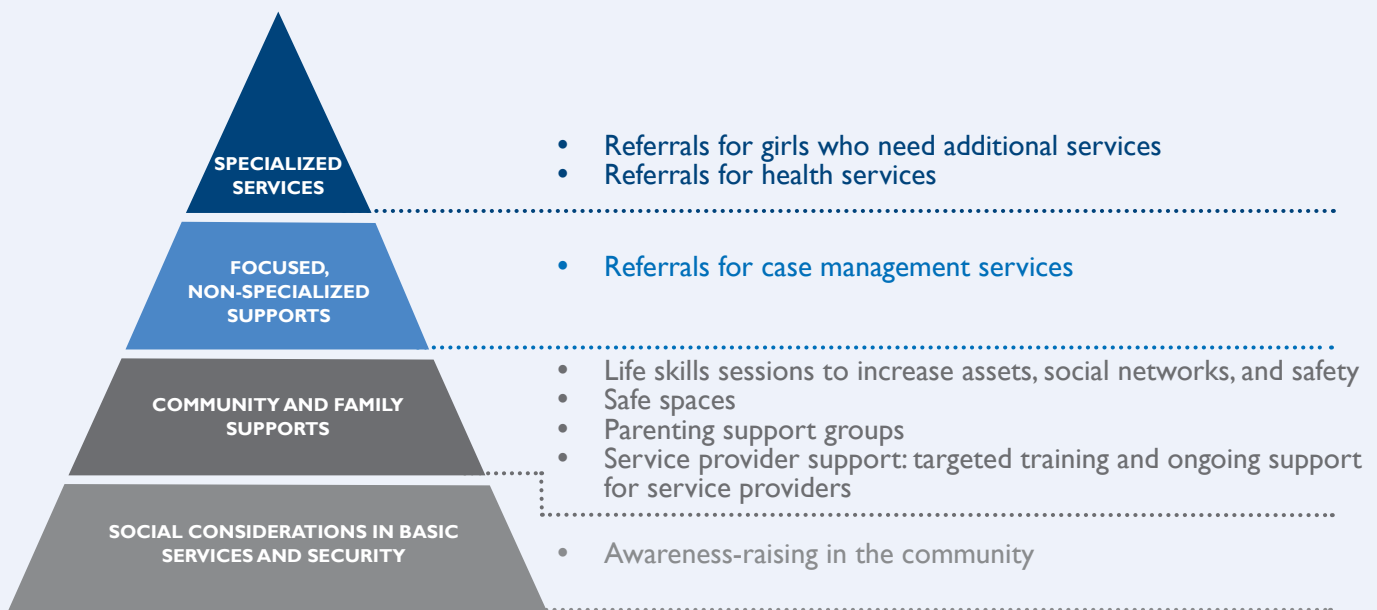 SPECIALIZED
SERVICES
• Referrals for girls who need additional services
• Referrals for health services
FOCUSED,
NON-SPECIALIZED
SUPPORTS
• Referrals for case management services
COMMUNITY AND FAMILY
SUPPORTS
• Life skills sessions to increase assets, social networks, and safety
• Safe spaces
• Parenting support groups
• Service provider support: targeted training and ongoing support
for service providers
SOCIAL CONSIDERATIONS IN BASIC
SERVICES AND SECURITY
• Awareness-raising in the community